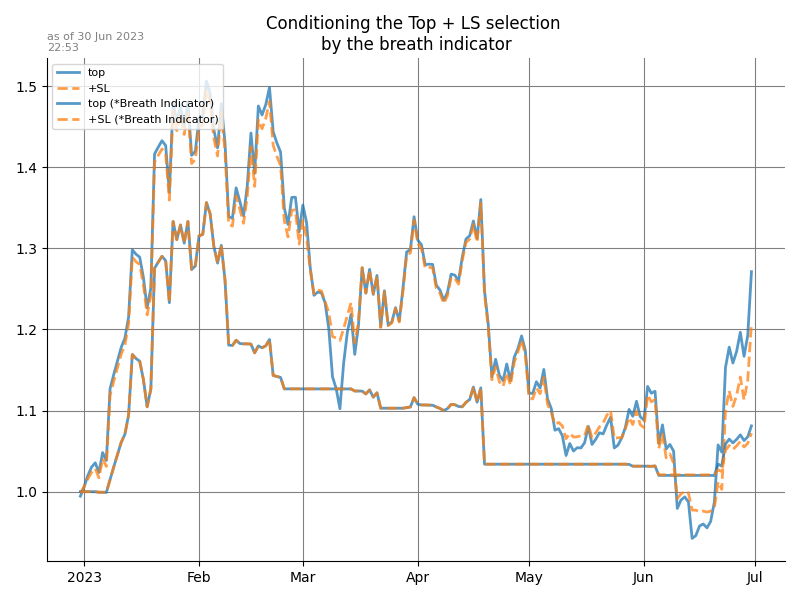 Conditioning the Top + LS selection
by the breath indicator
as of 30 Jun 2023
22:53
top
+SL
top (*Breath Indicator)
+SL (*Breath Indicator)
1.5
1.4
1.3
1.2
1.1
1.0
2023 Feb Mar Apr May Jun Jul